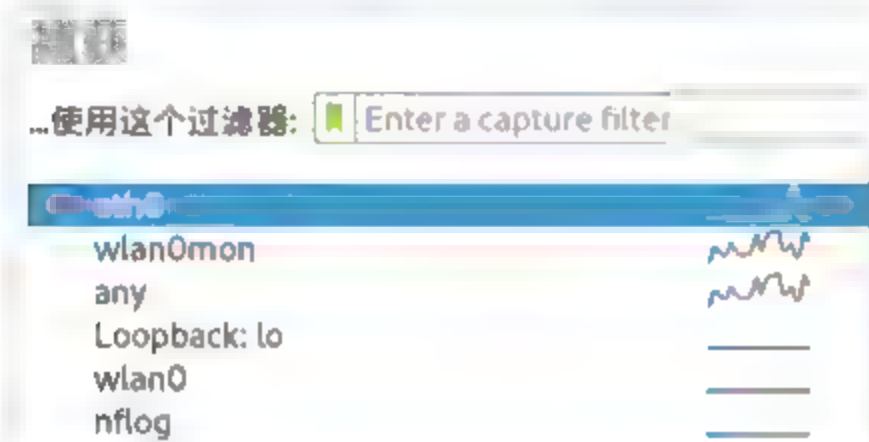 ...使用这个过滤器: Enter a capture filter
wlan0mon
any
Loopback: lo
wlan0
nflog